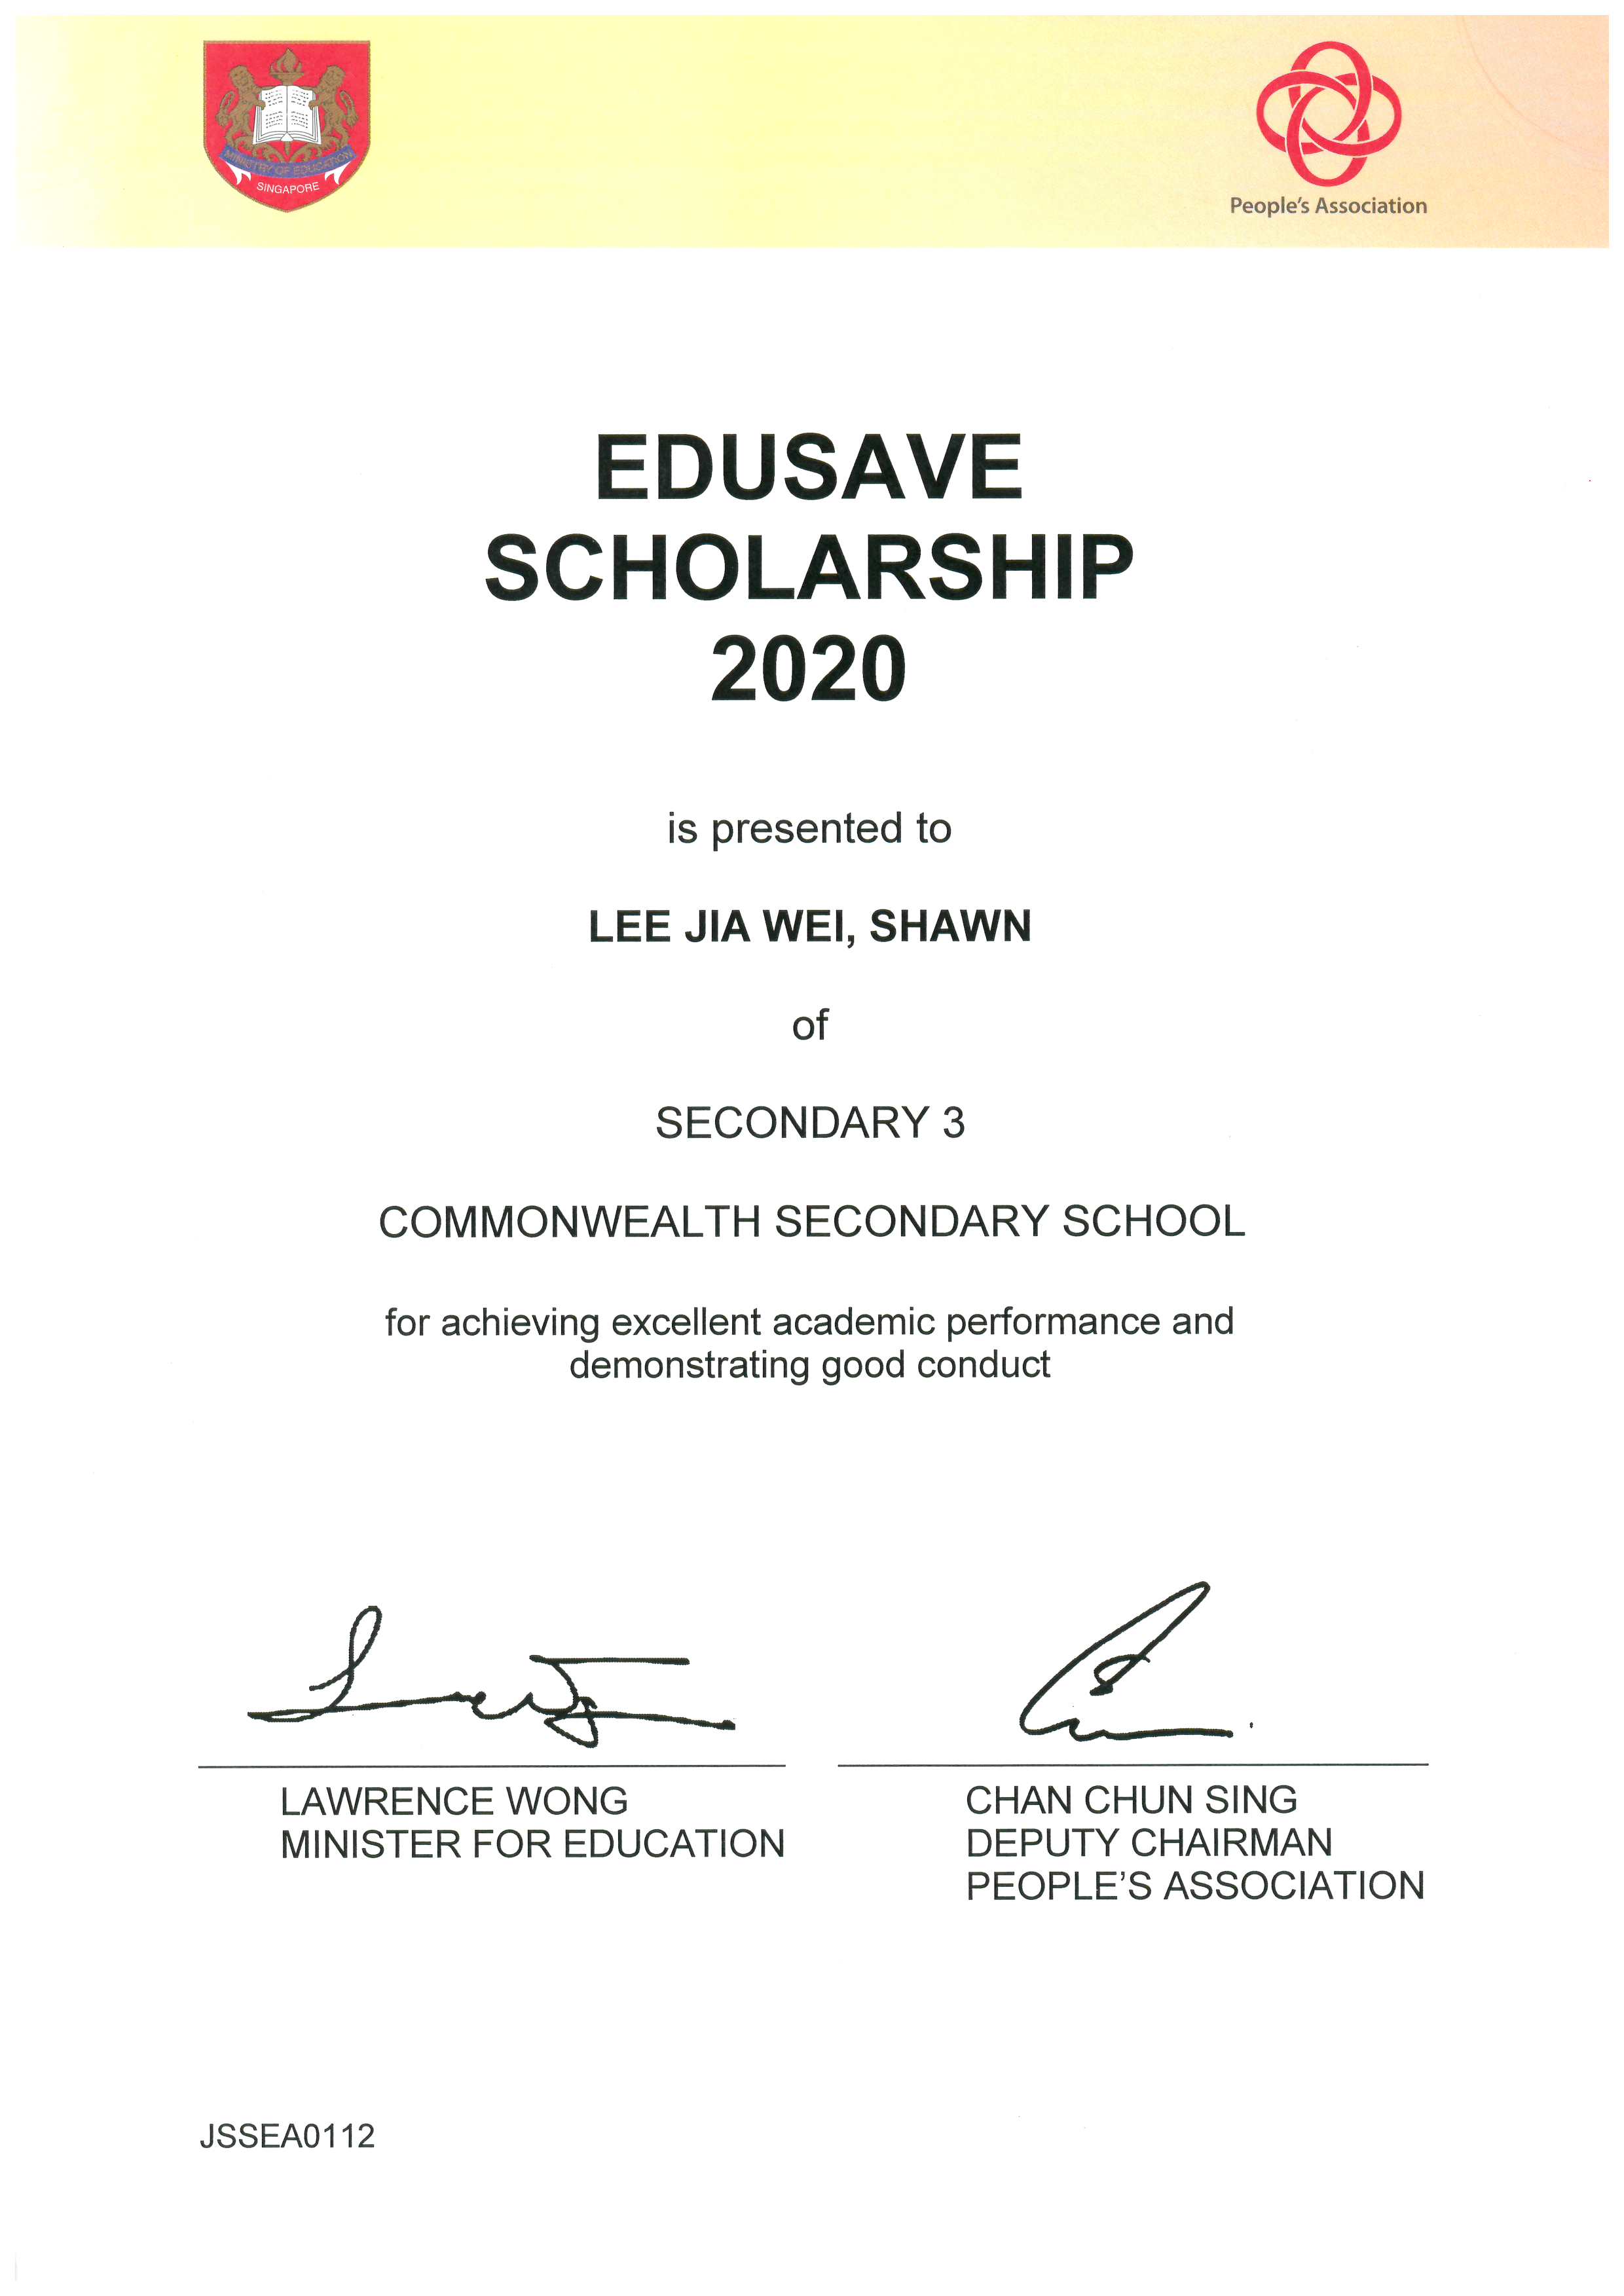 MINISTRY OF EDUCATION
SINGAPORE
People's Association
EDUSAVE
SCHOLARSHIP
2020
is presented to
LEE JIA WEI, SHAWN
of
SECONDARY 3
COMMONWEALTH SECONDARY SCHOOL
for achieving excellent academic performance and
demonstrating good conduct
LAWRENCE WONG
MINISTER FOR EDUCATION
CHAN CHUN SING
DEPUTY CHAIRMAN
PEOPLE'S ASSOCIATION
JSSEA0112